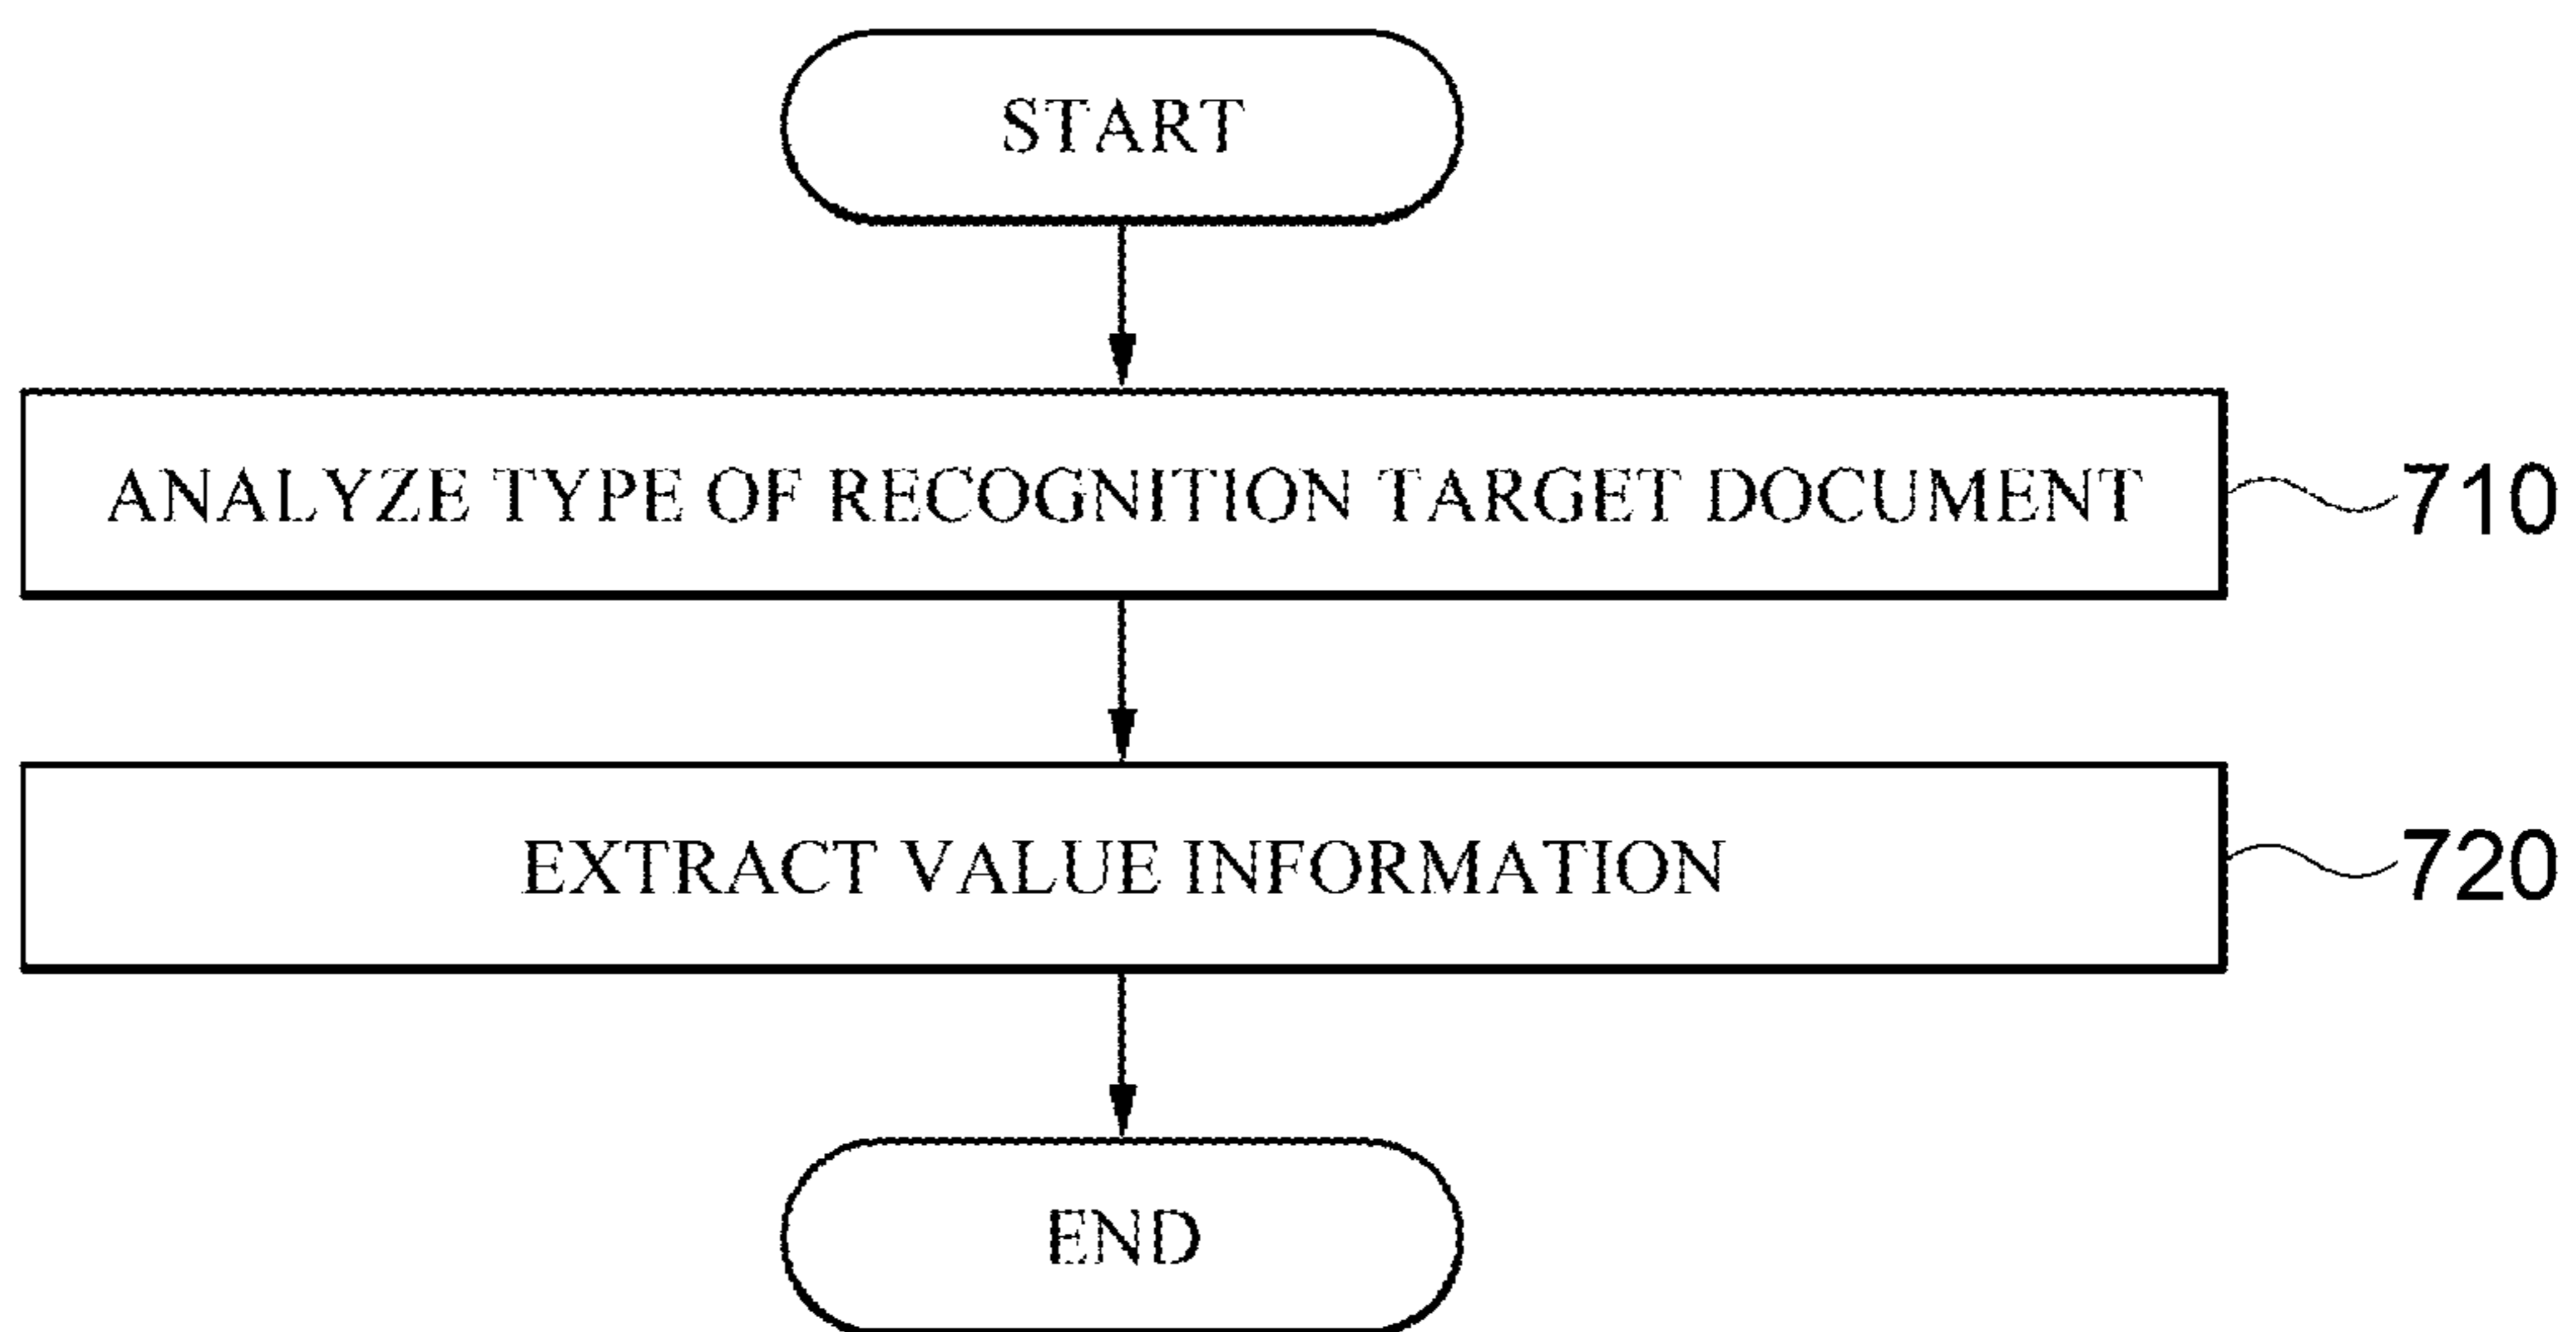 START
ANALYZE TYPE OF RECOGNITION TARGET DOCUMENT
710
EXTRACT VALUE INFORMATION
720
END